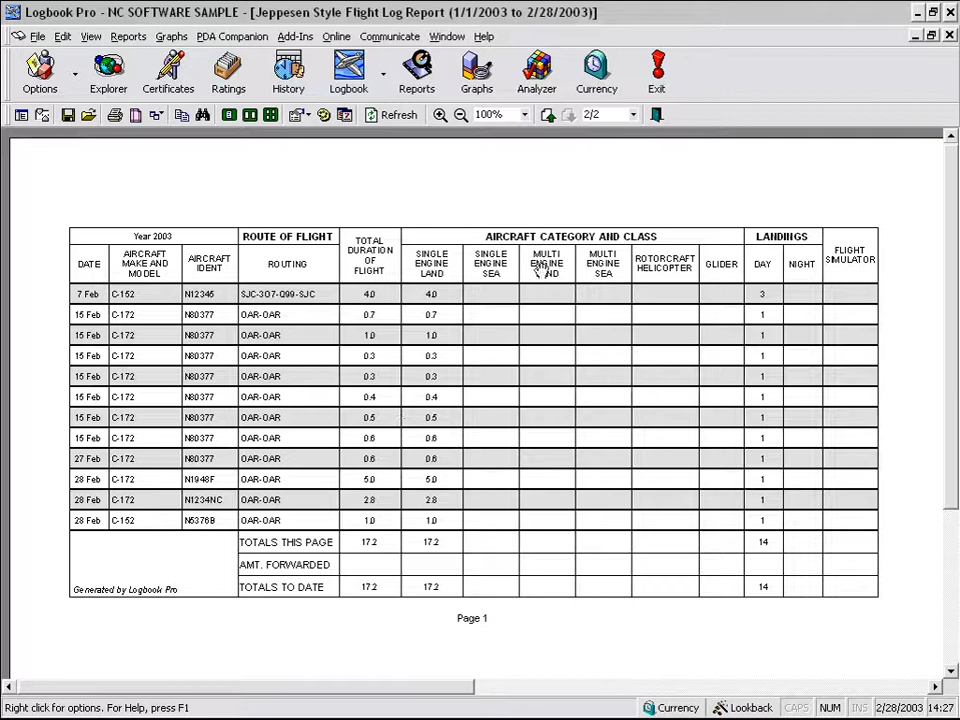 Logbook Pro - NC SOFTWARE SAMPLE - [Jeppesen Style Flight Log Report (1/1/2003 to 2/28/2003)]
File Edit View Reports Graphs PDA Companion Add-Ins Online Communicate Window Help
Options Explorer Certificates Ratings History Logbook Reports Graphs Analyzer Currency Exit
Refresh 100% 2/2
Year 2003 ROUTE OF FLIGHT TOTAL DURATION OF FLIGHT AIRCRAFT CATEGORY AND CLASS LANDINGS FLIGHT SIMULATOR
DATE AIRCRAFT MAKE AND MODEL AIRCRAFT IDENT ROUTING SINGLE ENGINE LAND SINGLE ENGINE SEA MULTI ENGINE MULTI ENGINE SEA ROTORCRAFT HELICOPTER GLIDER DAY NIGHT
7 Feb C-152 N12345 SJC-3O7-Q99-SJC 4.0 4.0 3
15 Feb C-172 N80377 OAR-OAR 0.7 0.7 1
15 Feb C-172 N80377 OAR-OAR 1.0 1.0 1
15 Feb C-172 N80377 OAR-OAR 0.3 0.3 1
15 Feb C-172 N80377 OAR-OAR 0.3 0.3 1
15 Feb C-172 N80377 OAR-OAR 0.4 0.4 1
15 Feb C-172 N80377 OAR-OAR 0.5 0.5 1
15 Feb C-172 N80377 OAR-OAR 0.6 0.6 1
27 Feb C-172 N80377 OAR-OAR 0.6 0.6 1
28 Feb C-172 N1948F OAR-OAR 5.0 5.0 1
28 Feb C-172 N1234NC OAR-OAR 2.8 2.8 1
28 Feb C-152 N5376B OAR-OAR 1.0 1.0 1
TOTALS THIS PAGE 17.2 17.2 14
AMT. FORWARDED
Generated by Logbook Pro TOTALS TO DATE 17.2 17.2 14
Page 1
Right click for options. For Help, press F1 Currency Lookback CAPS NUM INS 2/28/2003 14:27